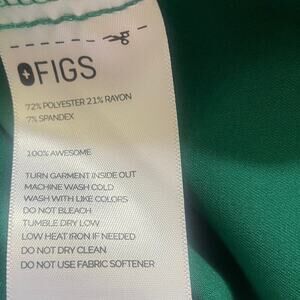 FIGS
72% POLYESTER 21% RAYON
7% SPANDEX
100% AWESOME
TURN GARMENT INSIDE OUT
MACHINE WASH COLD
WASH WITH LIKE COLORS
DO NOT BLEACH
TUMBLE DRY LOW
LOW HEAT IRON IF NEEDED
DO NOT DRY CLEAN
DO NOT USE FABRIC SOFTENER